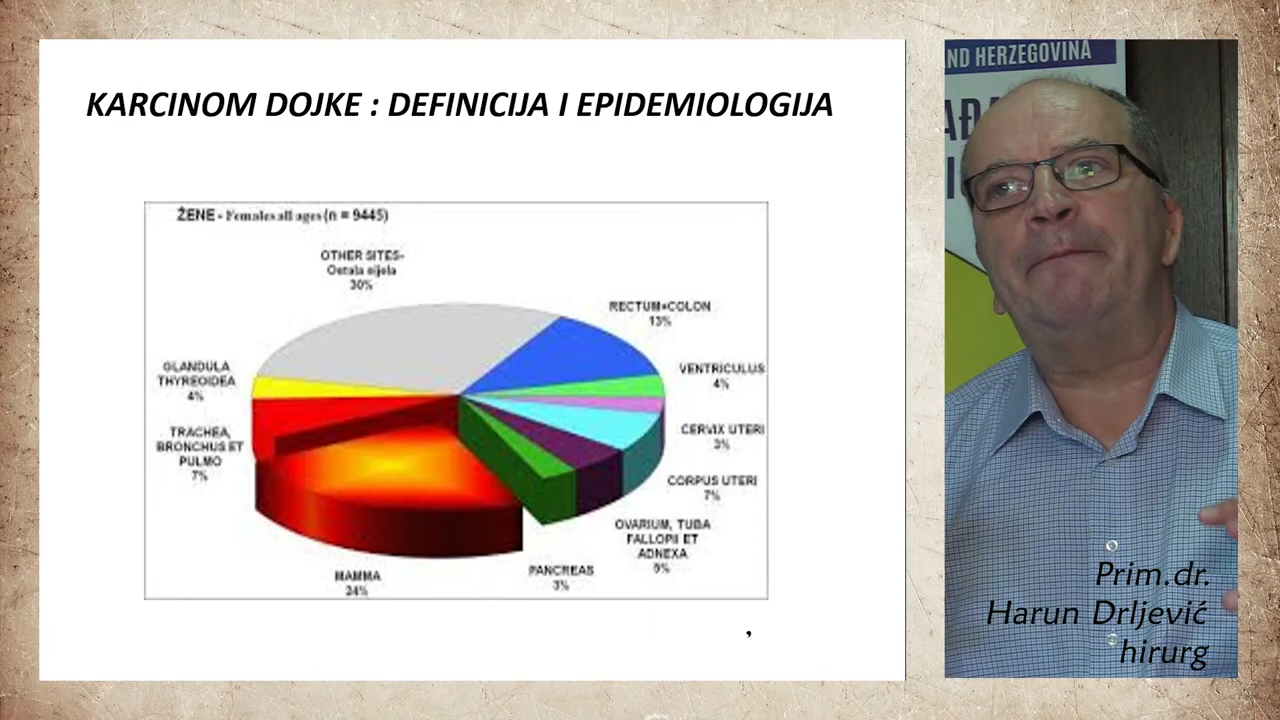 KARCINOM DOJKE : DEFINICIJA I EPIDEMIOLOGIJA
ŽENE - Females all ages (n = 9445)
OTHER SITES-
Ostala sijela
30%
RECTUM+COLON
13%
VENTRICULUS
4%
CERVIX UTERI
3%
CORPUS UTERI
7%
OVARIUM, TUBA
FALLOPII ET
ADNEXA
9%
PANCREAS
3%
MAMMA
24%
TRACHEA,
BRONCHUS ET
PULMO
7%
GLANDULA
THYREOIDEA
4%
,
ND HERZEGOVINA
Prim.dr.
Harun Drljević
hirurg